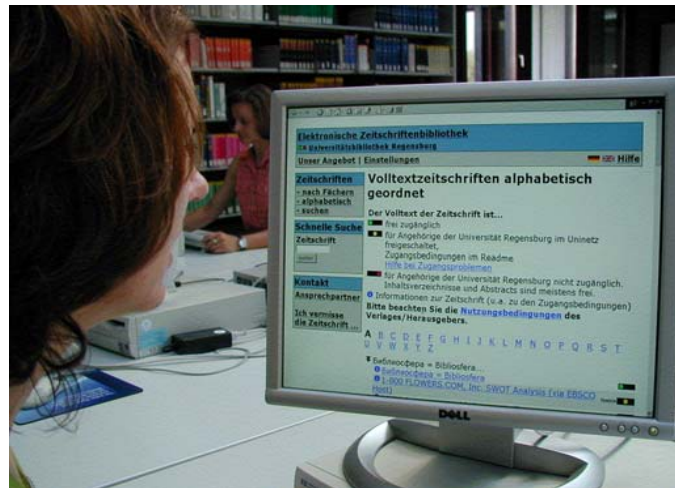 Elektronische Zeitschriftenbibliothek
Universitätsbibliothek Regensburg
Unser Angebot | Einstellungen
Hilfe
Zeitschriften
- nach Fächern
- alphabetisch
- suchen
Schnelle Suche
Zeitschrift
Kontakt
Ansprechpartner
Ich vermisse
die Zeitschrift ...
Volltextzeitschriften alphabetisch
geordnet
Der Volltext der Zeitschrift ist...
frei zugänglich
für Angehörige der Universität Regensburg im Uninetz
freigeschaltet,
Zugangsbedingungen im Readme
Hilfe bei Zugangsproblemen
für Angehörige der Universität Regensburg nicht zugänglich.
Inhaltsverzeichnisse und Abstracts sind meistens frei.
Informationen zur Zeitschrift (u.a. zu den Zugangsbedingungen)
Bitte beachten Sie die Nutzungsbedingungen des
Verlages/Herausgebers.
A B C D E F G H I J K L M N O P Q R S T
U V W X Y Z
Библиосфера = Bibliosfera...
Библиосфера = Bibliosfera
1-800 FLOWERS.COM, Inc. SWOT Analysis (via EBSCO
Host)
DELL